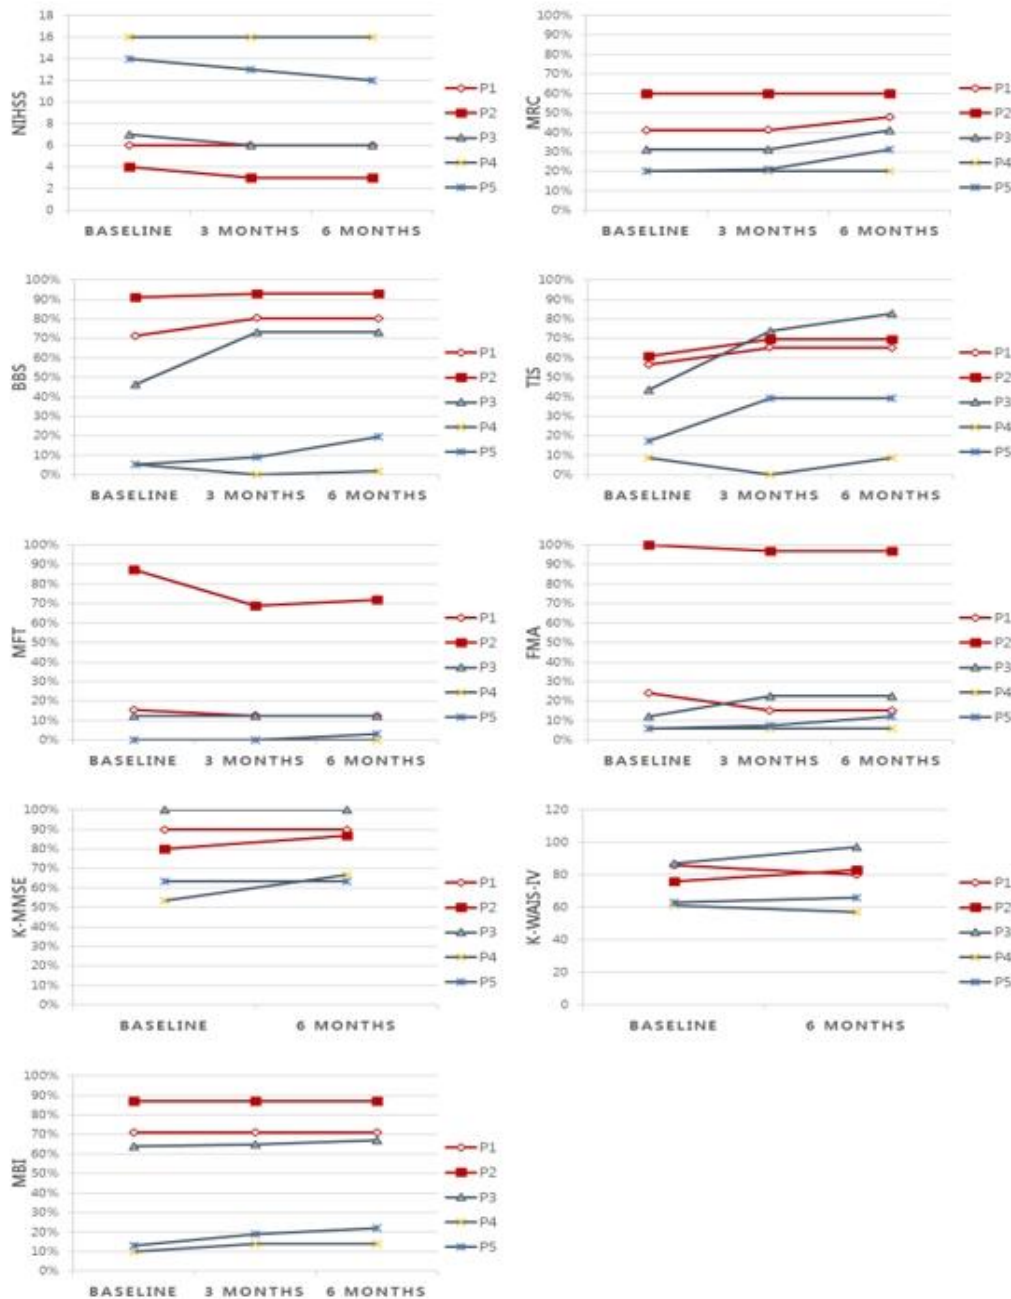 NIHSS
18
16
14
12
10
8
6
4
2
0
BASELINE 3 MONTHS 6 MONTHS
P1
P2
P3
P4
P5
MRC
100%
90%
80%
70%
60%
50%
40%
30%
20%
10%
0%
BASELINE 3 MONTHS 6 MONTHS
P1
P2
P3
P4
P5
BBS
100%
90%
80%
70%
60%
50%
40%
30%
20%
10%
0%
BASELINE 3 MONTHS 6 MONTHS
P1
P2
P3
P4
P5
TIS
100%
90%
80%
70%
60%
50%
40%
30%
20%
10%
0%
BASELINE 3 MONTHS 6 MONTHS
P1
P2
P3
P4
P5
MFT
100%
90%
80%
70%
60%
50%
40%
30%
20%
10%
0%
BASELINE 3 MONTHS 6 MONTHS
P1
P2
P3
P4
P5
FMA
100%
90%
80%
70%
60%
50%
40%
30%
20%
10%
0%
BASELINE 3 MONTHS 6 MONTHS
P1
P2
P3
P4
P5
K-MMSE
100%
90%
80%
70%
60%
50%
40%
30%
20%
10%
0%
BASELINE 6 MONTHS
P1
P2
P3
P4
P5
K-WAIS-IV
120
100
80
60
40
20
0
BASELINE 6 MONTHS
P1
P2
P3
P4
P5
MBI
100%
90%
80%
70%
60%
50%
40%
30%
20%
10%
0%
BASELINE 3 MONTHS 6 MONTHS
P1
P2
P3
P4
P5